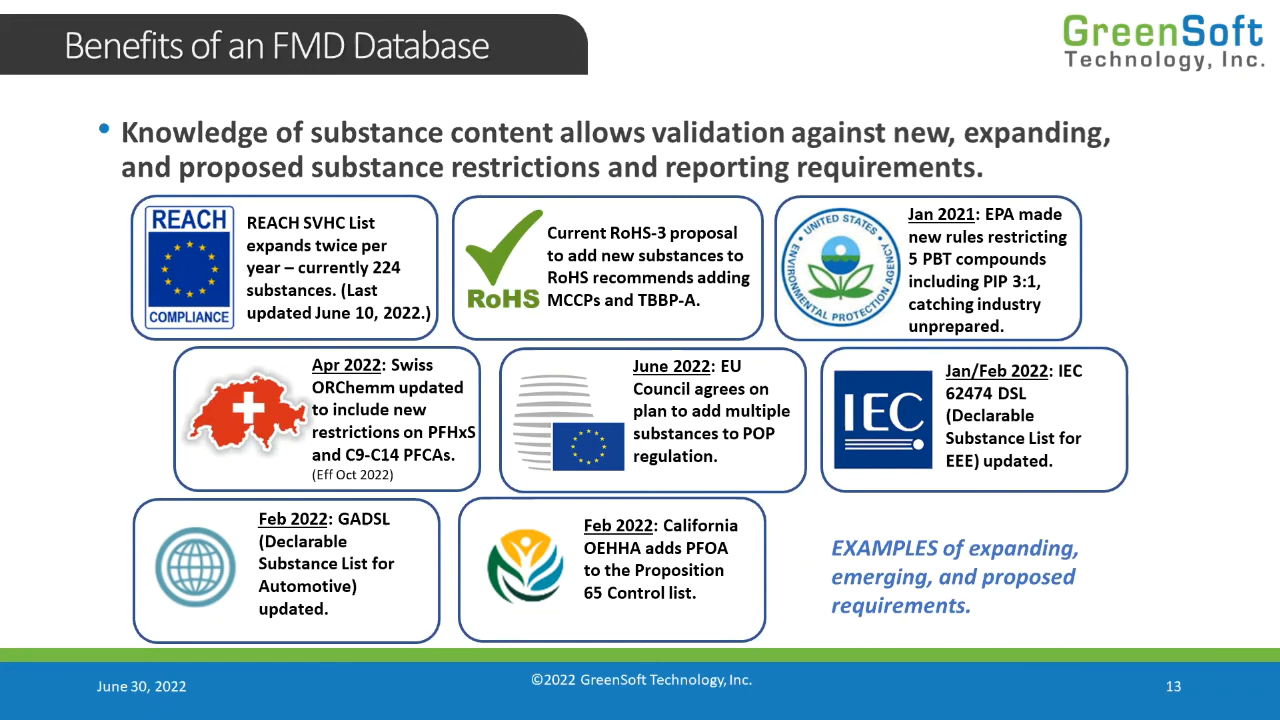 Benefits of an FMD Database
GreenSoft
Technology, Inc.
• Knowledge of substance content allows validation against new, expanding,
and proposed substance restrictions and reporting requirements.
REACH
COMPLIANCE
REACH SVHC List
expands twice per
year – currently 224
substances. (Last
updated June 10, 2022.)
RoHS
Current RoHS-3 proposal
to add new substances to
RoHS recommends adding
MCCPs and TBBP-A.
UNITED STATES
ENVIRONMENTAL PROTECTION AGENCY
Jan 2021: EPA made
new rules restricting
5 PBT compounds
including PIP 3:1,
catching industry
unprepared.
Apr 2022: Swiss
ORChemm updated
to include new
restrictions on PFHxS
and C9-C14 PFCAs.
(Eff Oct 2022)
June 2022: EU
Council agrees on
plan to add multiple
substances to POP
regulation.
IEC
Jan/Feb 2022: IEC
62474 DSL
(Declarable
Substance List for
EEE) updated.
Feb 2022: GADSL
(Declarable
Substance List for
Automotive)
updated.
Feb 2022: California
OEHHA adds PFOA
to the Proposition
65 Control list.
EXAMPLES of expanding,
emerging, and proposed
requirements.
June 30, 2022
©2022 GreenSoft Technology, Inc.
13